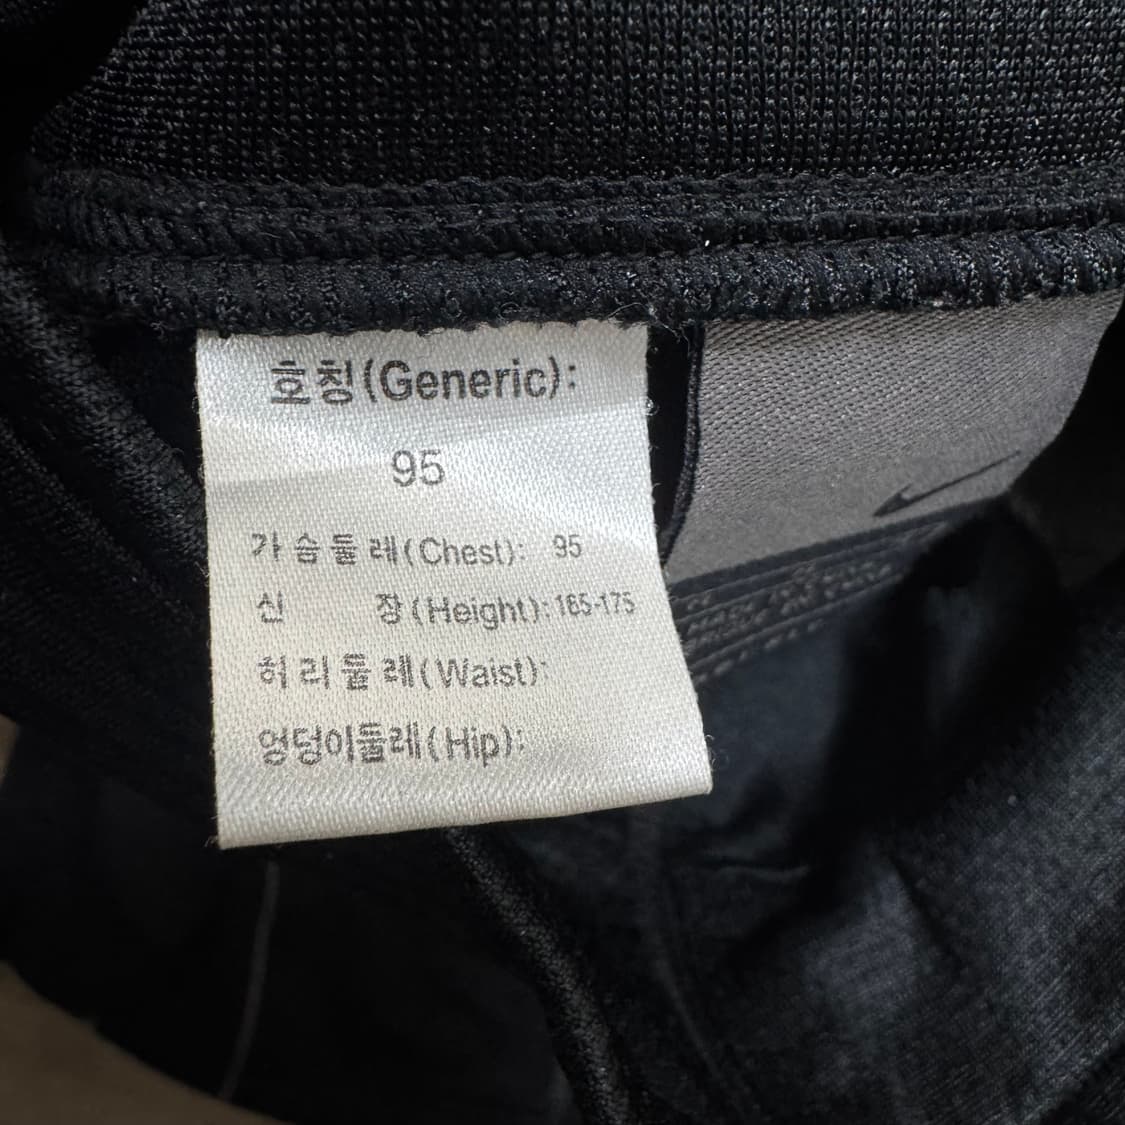 호칭(Generic):
95
가슴둘레(Chest): 95
신 장(Height):165-175
허리둘레(Waist):
엉덩이둘레(Hip):